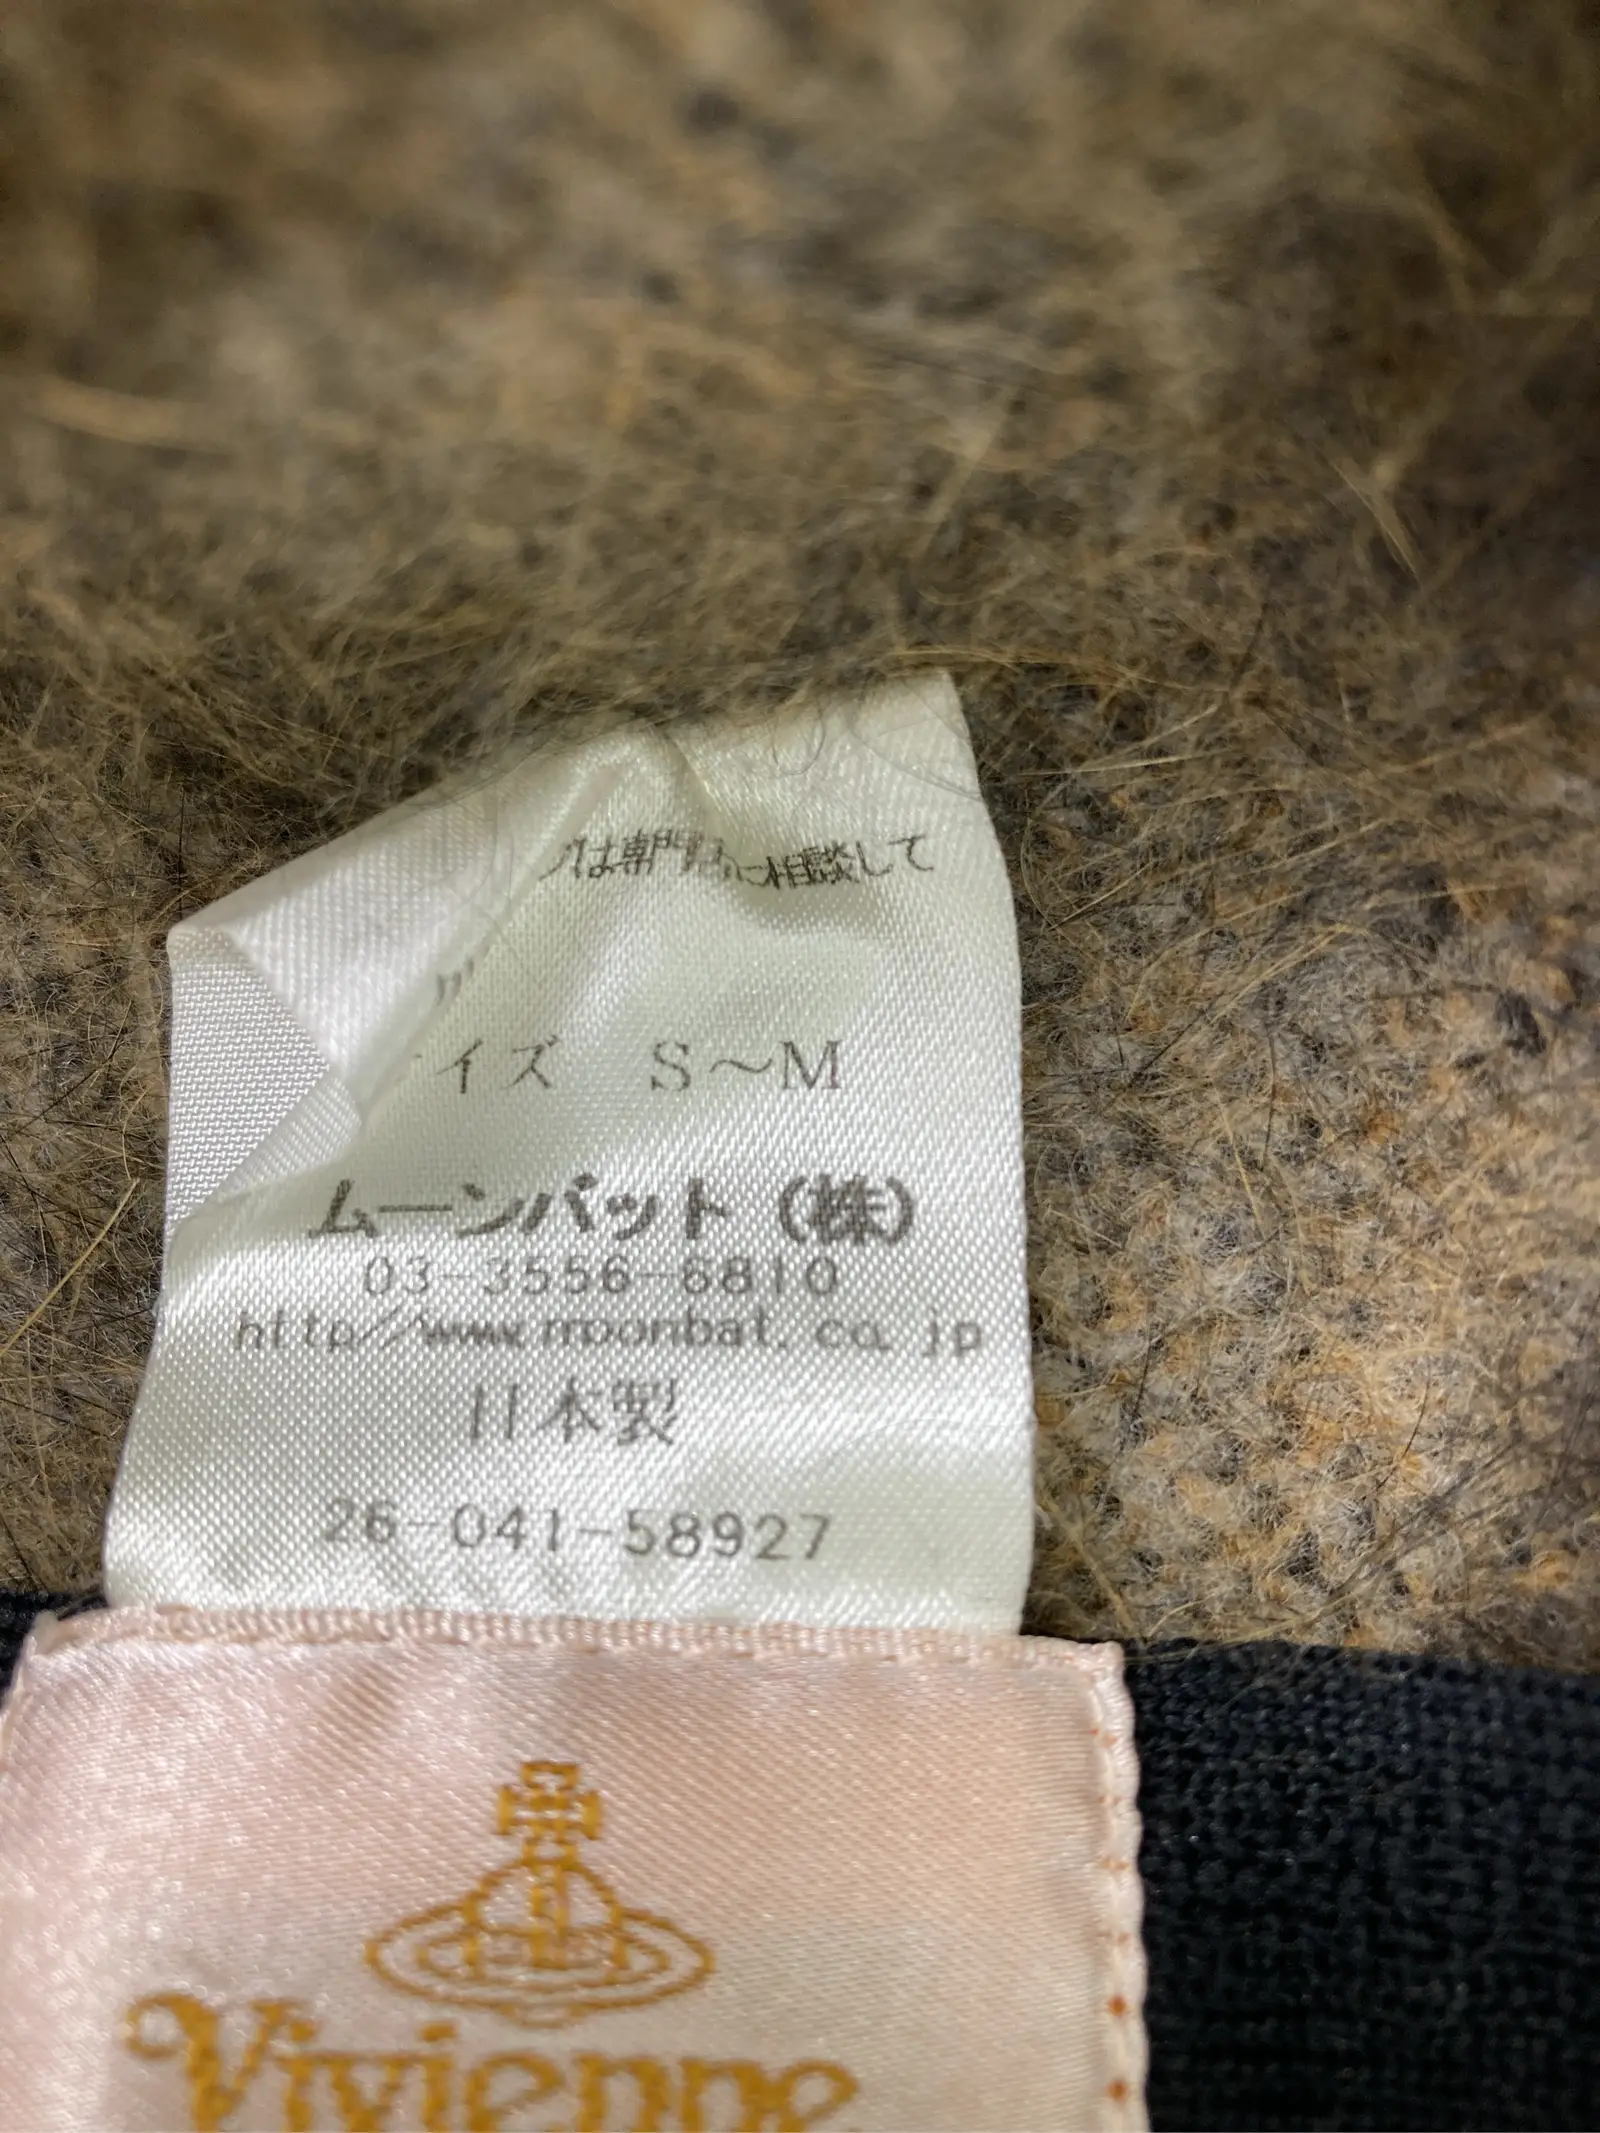 は専門店に相談して
イズ S～M
ムーンバット（株）
03-3556-6810
http://www.moonbat.co.jp
日本製
26-041-58927
Vivienne